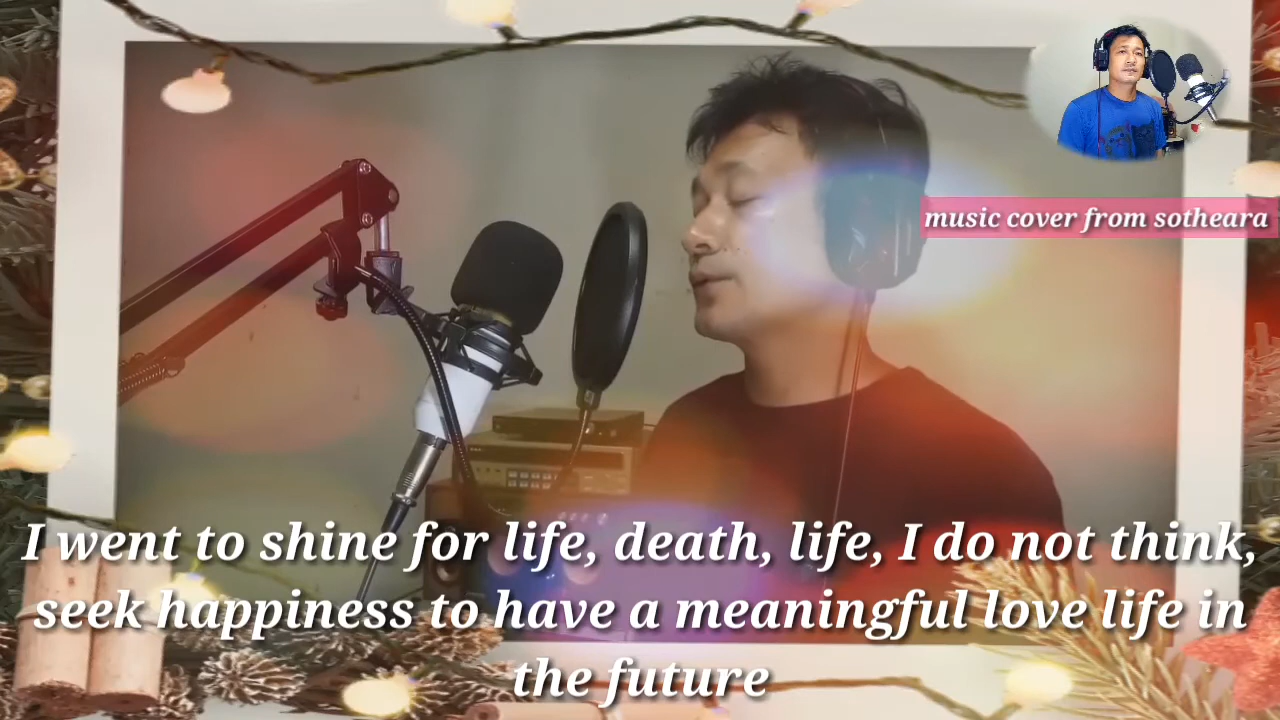 music cover from sotheara
I went to shine for life, death, life, I do not think,
seek happiness to have a meaningful love life in
the future